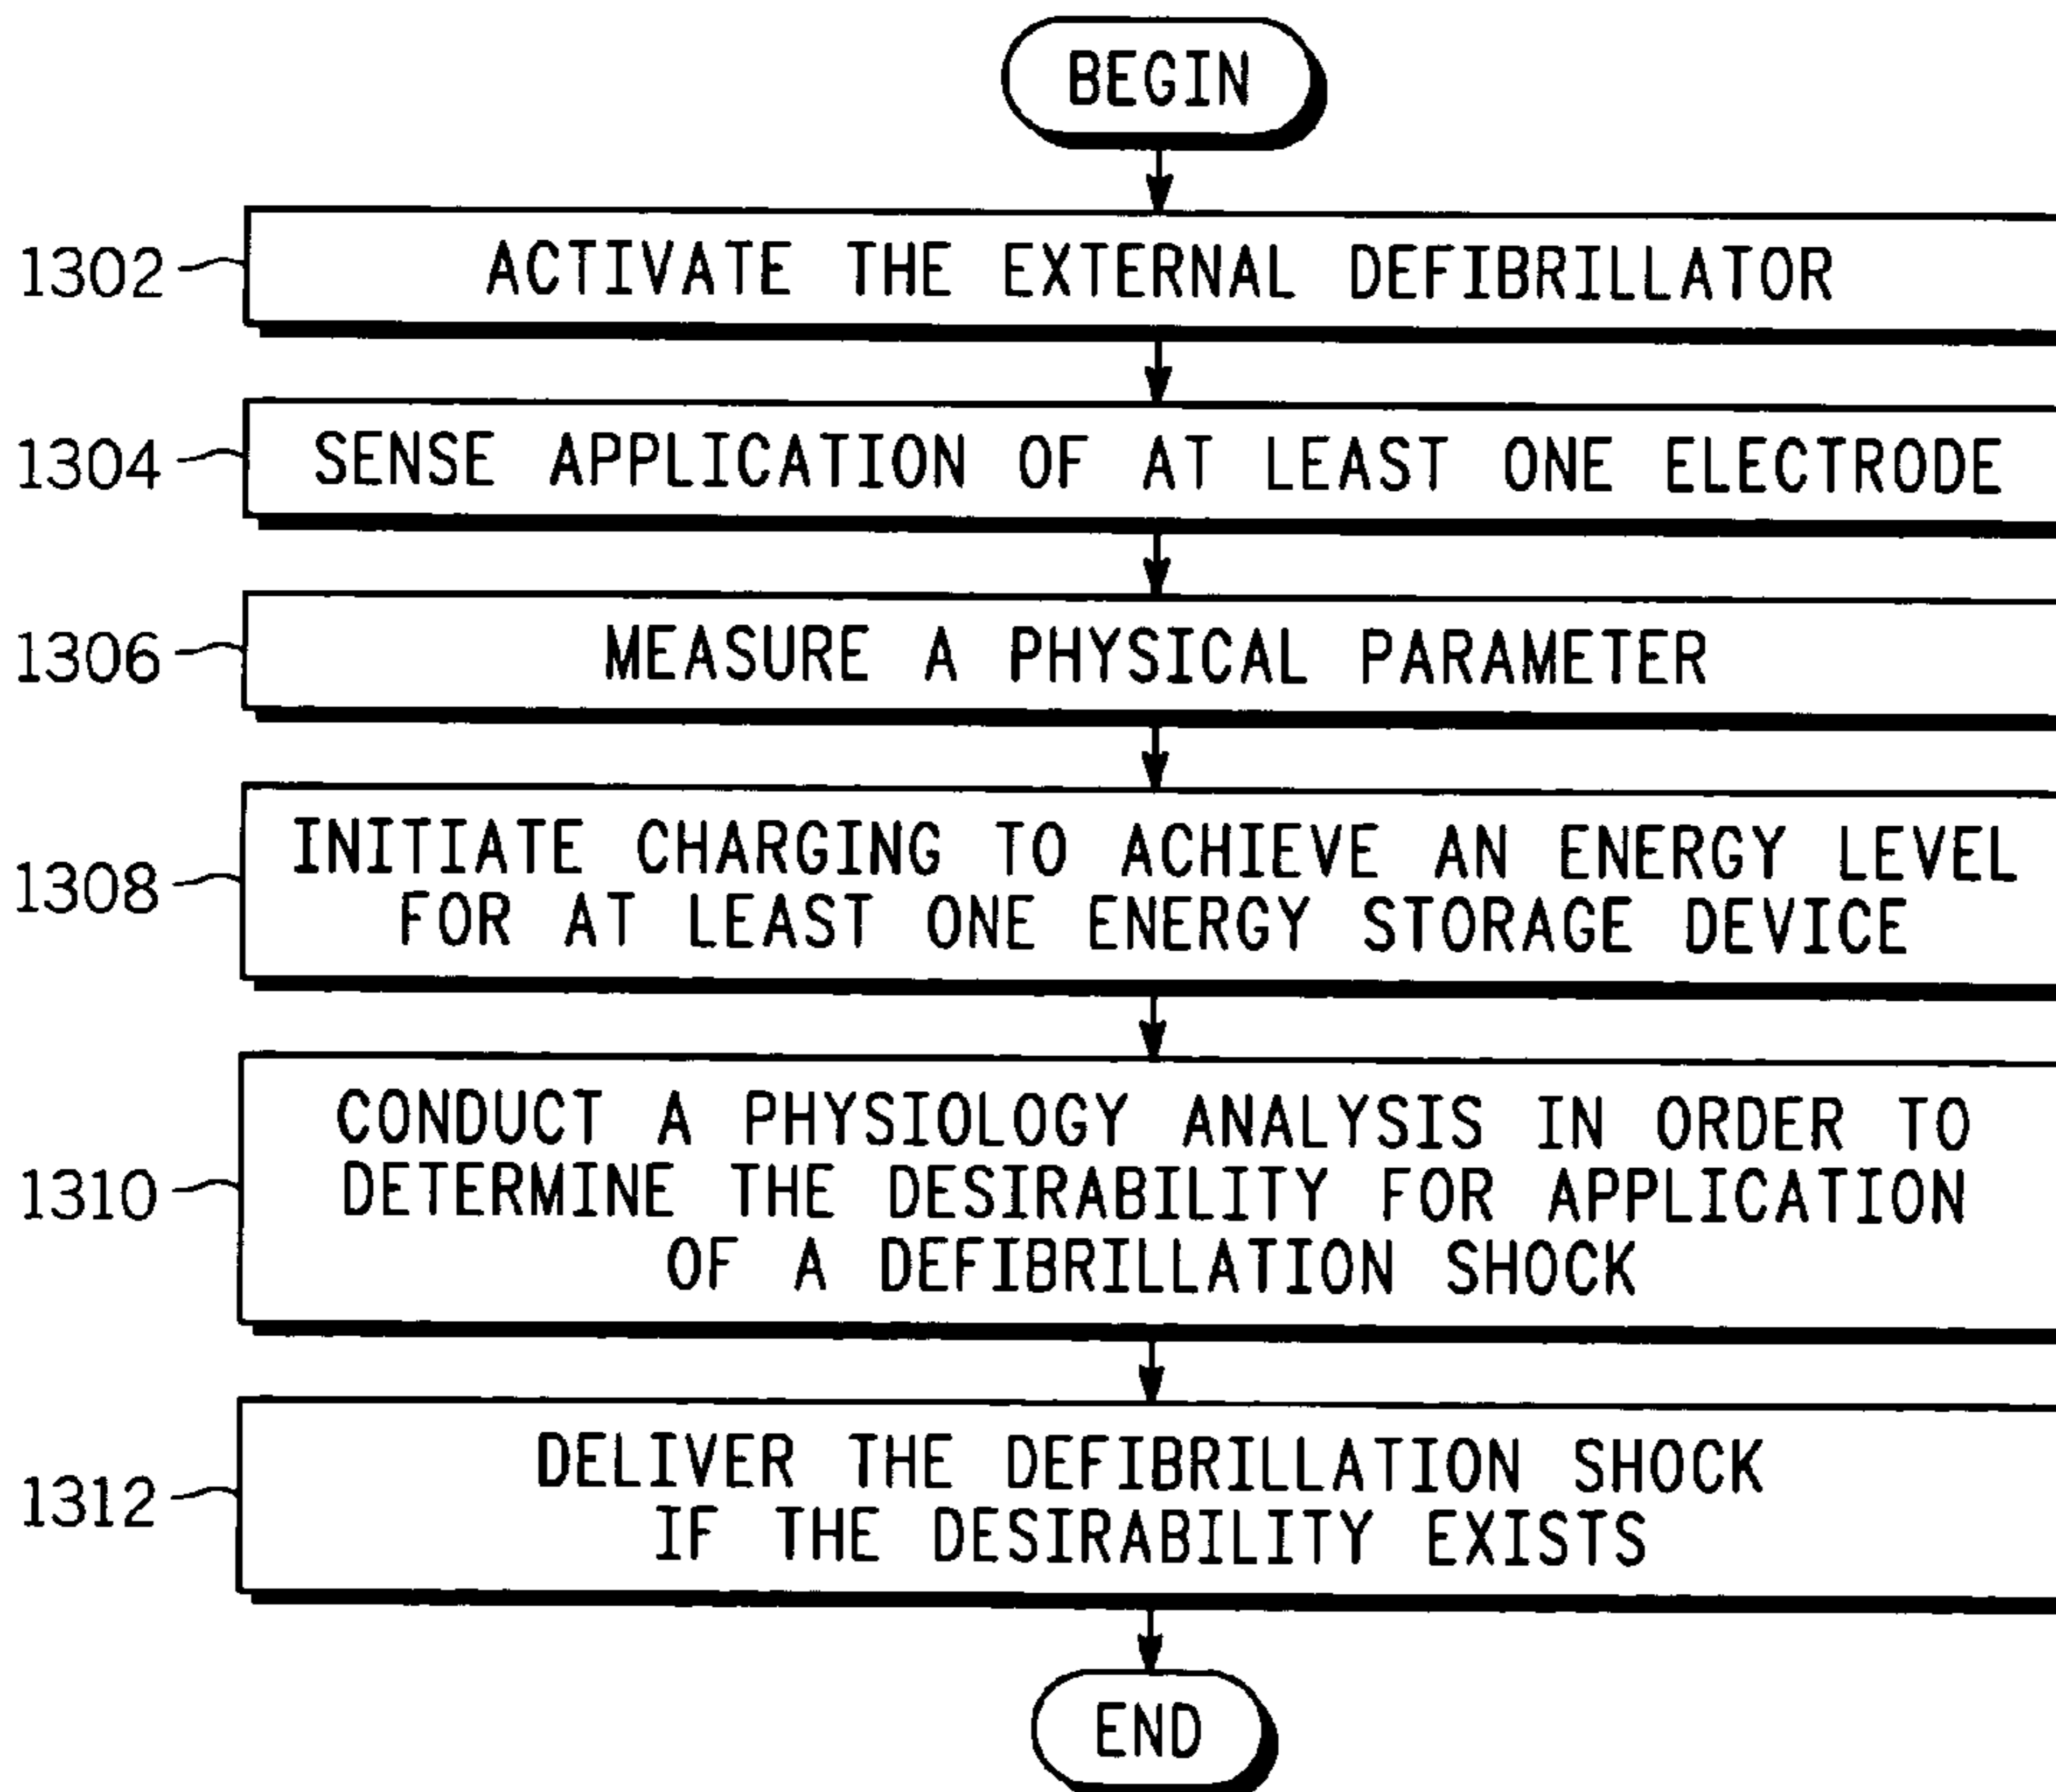 BEGIN
1302
ACTIVATE THE EXTERNAL DEFIBRILLATOR
1304
SENSE APPLICATION OF AT LEAST ONE ELECTRODE
1306
MEASURE A PHYSICAL PARAMETER
1308
INITIATE CHARGING TO ACHIEVE AN ENERGY LEVEL
FOR AT LEAST ONE ENERGY STORAGE DEVICE
1310
CONDUCT A PHYSIOLOGY ANALYSIS IN ORDER TO
DETERMINE THE DESIRABILITY FOR APPLICATION
OF A DEFIBRILLATION SHOCK
1312
DELIVER THE DEFIBRILLATION SHOCK
IF THE DESIRABILITY EXISTS
END